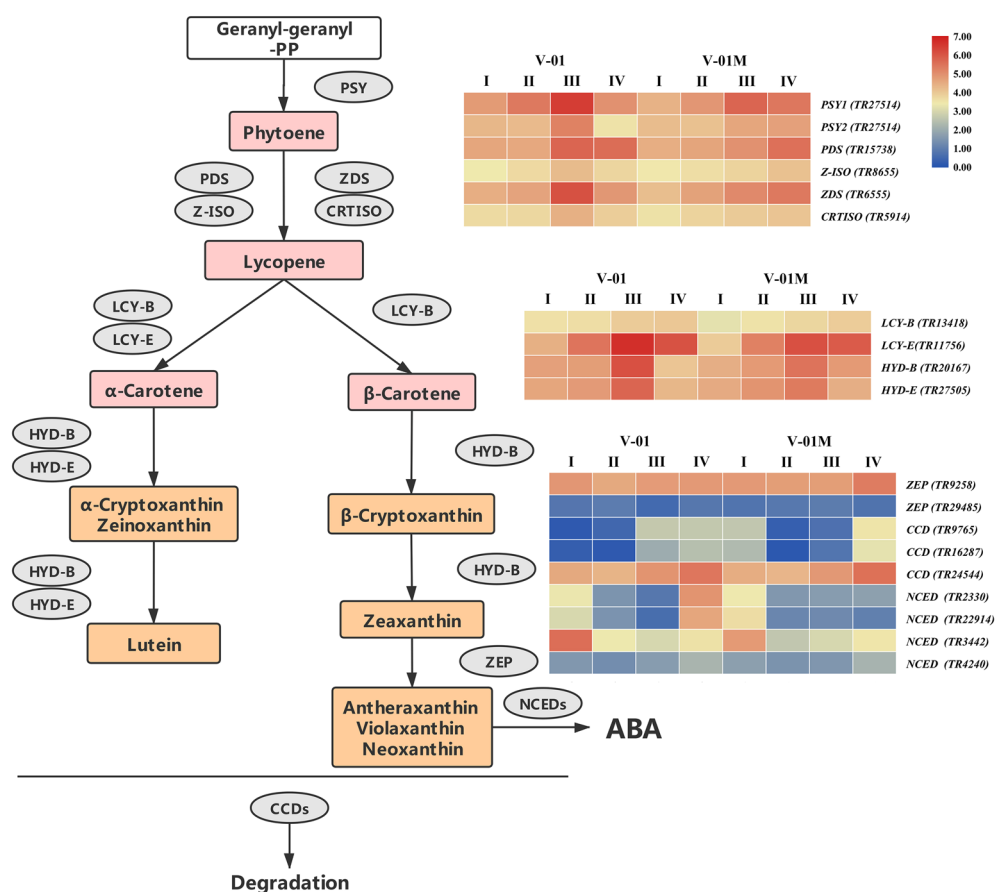 Geranyl-geranyl
-PP
PSY
Phytoene
PDS
ZDS
Z-ISO
CRTISO
Lycopene
LCY-B
LCY-E
LCY-B
α-Carotene
β-Carotene
HYD-B
HYD-E
HYD-B
α-Cryptoxanthin
Zeinoxanthin
β-Cryptoxanthin
HYD-B
HYD-E
HYD-B
Lutein
Zeaxanthin
ZEP
Antheraxanthin
Violaxanthin
Neoxanthin
NCEDs
ABA
CCDs
Degradation
V-01 V-01M
I II III IV I II III IV
PSY1 (TR27514)
PSY2 (TR27514)
PDS (TR15738)
Z-ISO (TR8655)
ZDS (TR6555)
CRTISO (TR5914)
7.00
6.00
5.00
4.00
3.00
2.00
1.00
0.00
V-01 V-01M
I II III IV I II III IV
LCY-B (TR13418)
LCY-E(TR11756)
HYD-B (TR20167)
HYD-E (TR27505)
V-01 V-01M
I II III IV I II III IV
ZEP (TR9258)
ZEP (TR29485)
CCD (TR9765)
CCD (TR16287)
CCD (TR24544)
NCED (TR2330)
NCED (TR22914)
NCED (TR3442)
NCED (TR4240)